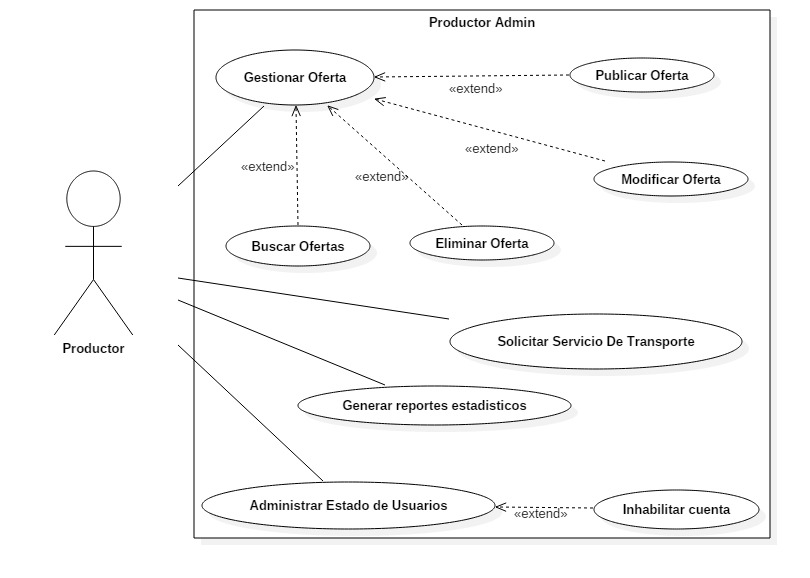 Productor Admin
Gestionar Oferta
Publicar Oferta
«extend»
«extend»
«extend»
«extend»
Modificar Oferta
Buscar Ofertas
Eliminar Oferta
Solicitar Servicio De Transporte
Productor
Generar reportes estadisticos
Administrar Estado de Usuarios
«extend»
Inhabilitar cuenta